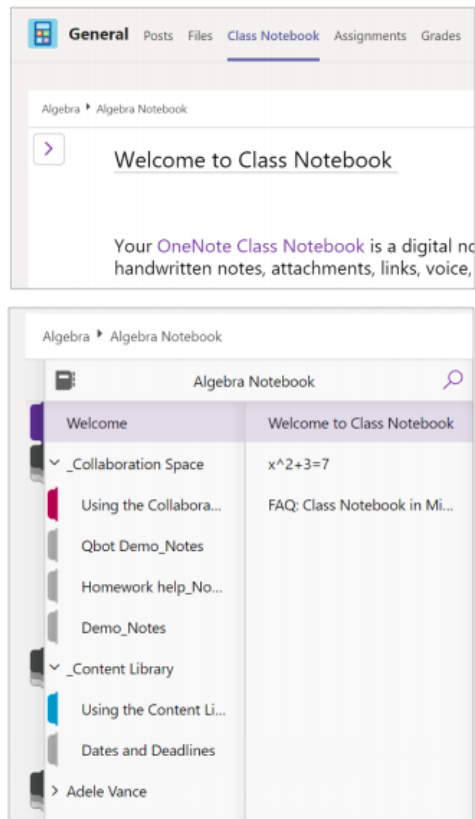 General Posts Files Class Notebook Assignments Grades
Algebra Algebra Notebook
Welcome to Class Notebook
Your OneNote Class Notebook is a digital no
handwritten notes, attachments, links, voice,
Algebra Algebra Notebook
Algebra Notebook
Welcome
_Collaboration Space
Using the Collabora...
Qbot Demo_Notes
Homework help_No...
Demo_Notes
_Content Library
Using the Content Li...
Dates and Deadlines
Adele Vance
Welcome to Class Notebook
x^2+3=7
FAQ: Class Notebook in Mi...